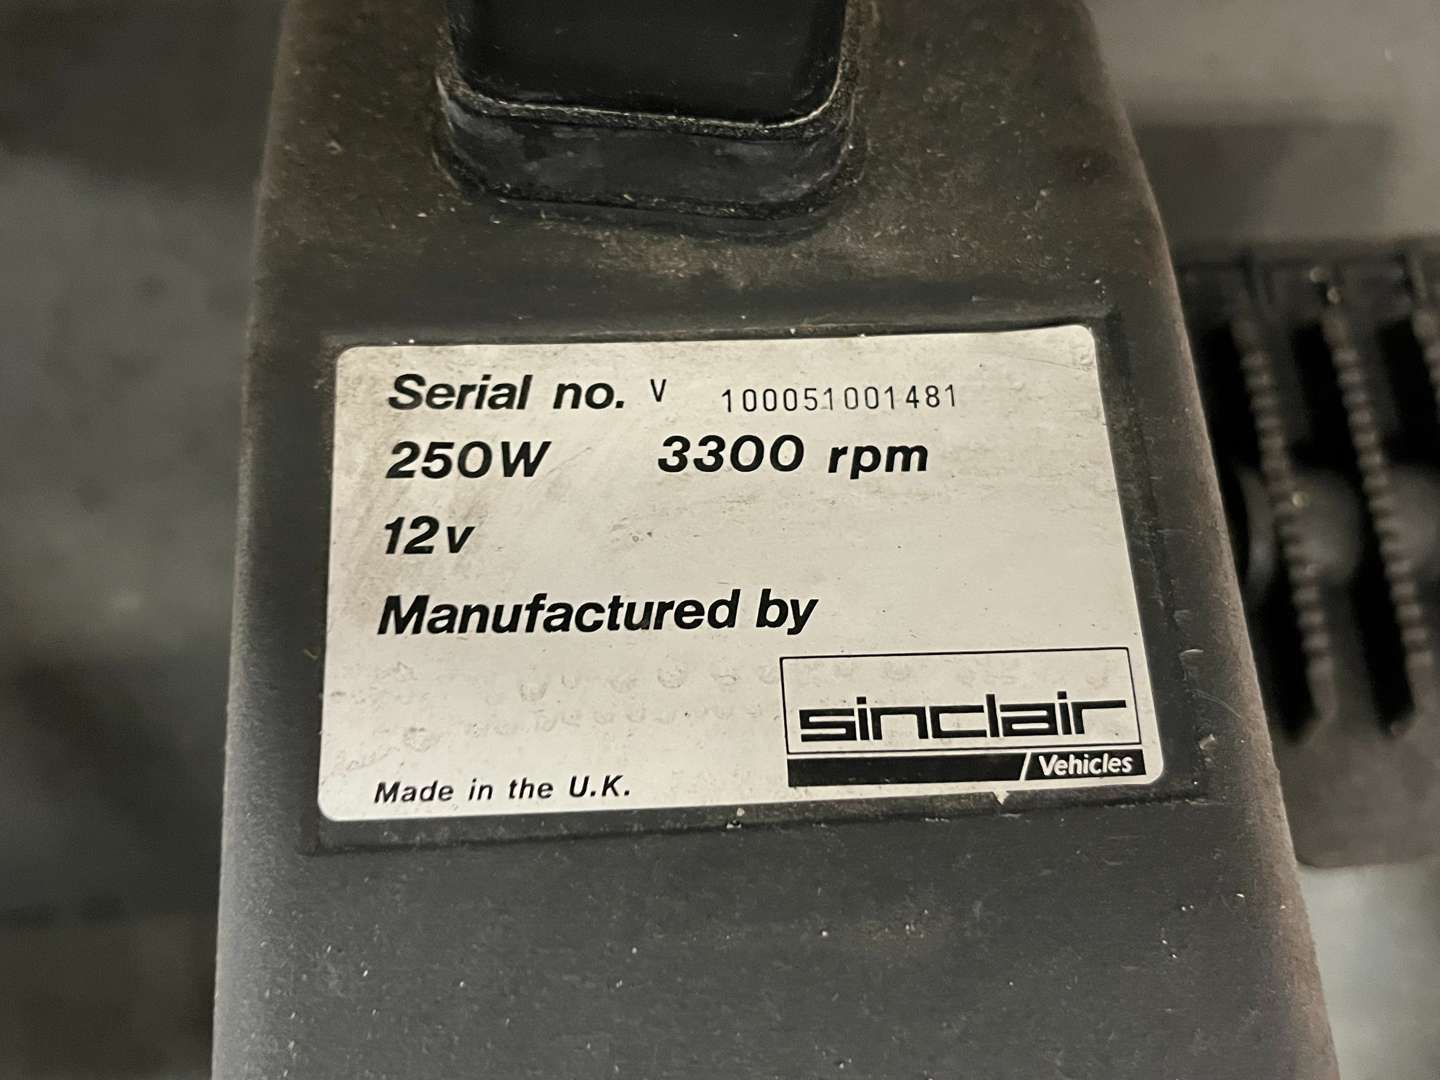 Serial no. V 100051001481
250W 3300 rpm
12v
Manufactured by
sinclair
Vehicles
Made in the U.K.